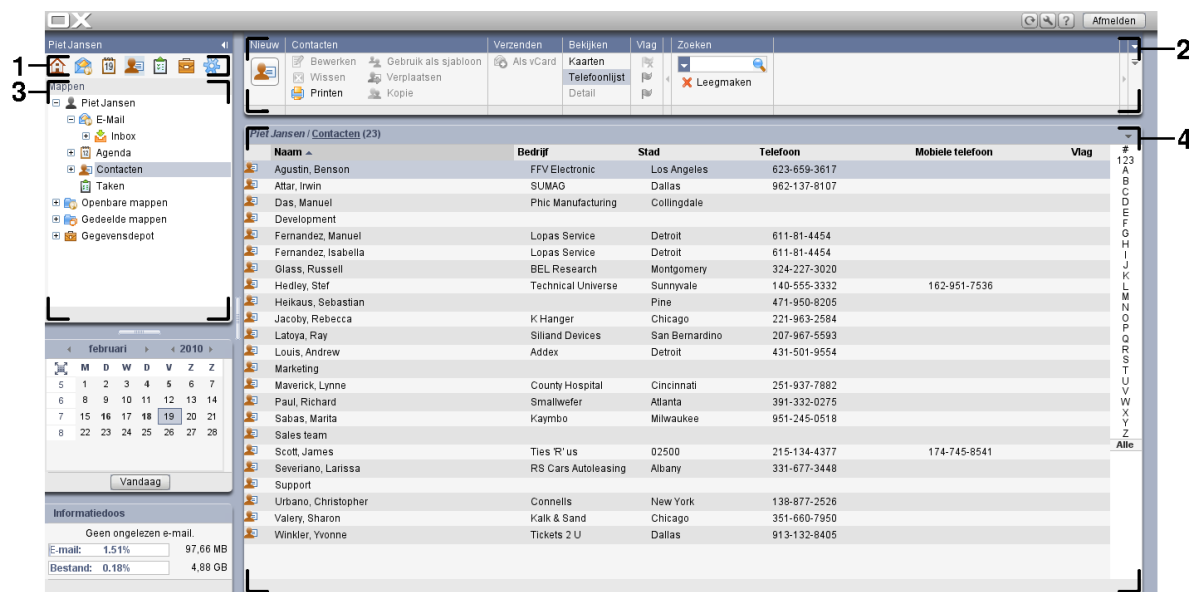 OX
Afmelden
Piet Jansen
Nieuw Contacten Verzenden Bekijken Vlag Zoeken
1
2
3
4
19
Bewerken Gebruik als sjabloon Als vCard Kaarten
Wissen Verplaatsen Telefoonlijst
Printen Kopie Detail
Leegmaken
Mappen
Piet Jansen
E-Mail
Inbox
Agenda
Contacten
Taken
Openbare mappen
Gedeelde mappen
Gegevensdepot
februari 2010
M D W D V Z Z
5 1 2 3 4 5 6 7
6 8 9 10 11 12 13 14
7 15 16 17 18 19 20 21
8 22 23 24 25 26 27 28
Vandaag
Informatiedoos
Geen ongelezen e-mail.
E-mail: 1.51% 97,66 MB
Bestand: 0.18% 4,88 GB
Piet Jansen / Contacten (23)
Naam Bedrijf Stad Telefoon Mobiele telefoon Vlag
Agustin, Benson FFV Electronic Los Angeles 623-659-3617
Attar, Irwin SUMAG Dallas 962-137-8107
Das, Manuel Phic Manufacturing Collingdale
Development
Fernandez, Manuel Lopas Service Detroit 611-81-4454
Fernandez, Isabella Lopas Service Detroit 611-81-4454
Glass, Russell BEL Research Montgomery 324-227-3020
Hedley, Stef Technical Universe Sunnyvale 140-555-3332 162-951-7536
Heikaus, Sebastian Pine 471-950-8205
Jacoby, Rebecca K Hanger Chicago 221-963-2584
Latoya, Ray Siliand Devices San Bernardino 207-967-5593
Louis, Andrew Addex Detroit 431-501-9554
Marketing
Maverick, Lynne County Hospital Cincinnati 251-937-7882
Paul, Richard Smallwefer Atlanta 391-332-0275
Sabas, Marita Kaymbo Milwaukee 951-245-0518
Sales team
Scott, James Ties 'R' us 02500 215-134-4377 174-745-8541
Severiano, Larissa RS Cars Autoleasing Albany 331-677-3448
Support
Urbano, Christopher Connells New York 138-877-2526
Valery, Sharon Kalk & Sand Chicago 351-660-7950
Winkler, Yvonne Tickets 2 U Dallas 913-132-8405
#
123
A
B
C
D
E
F
G
H
I
J
K
L
M
N
O
P
Q
R
S
T
U
V
W
X
Y
Z
Alle